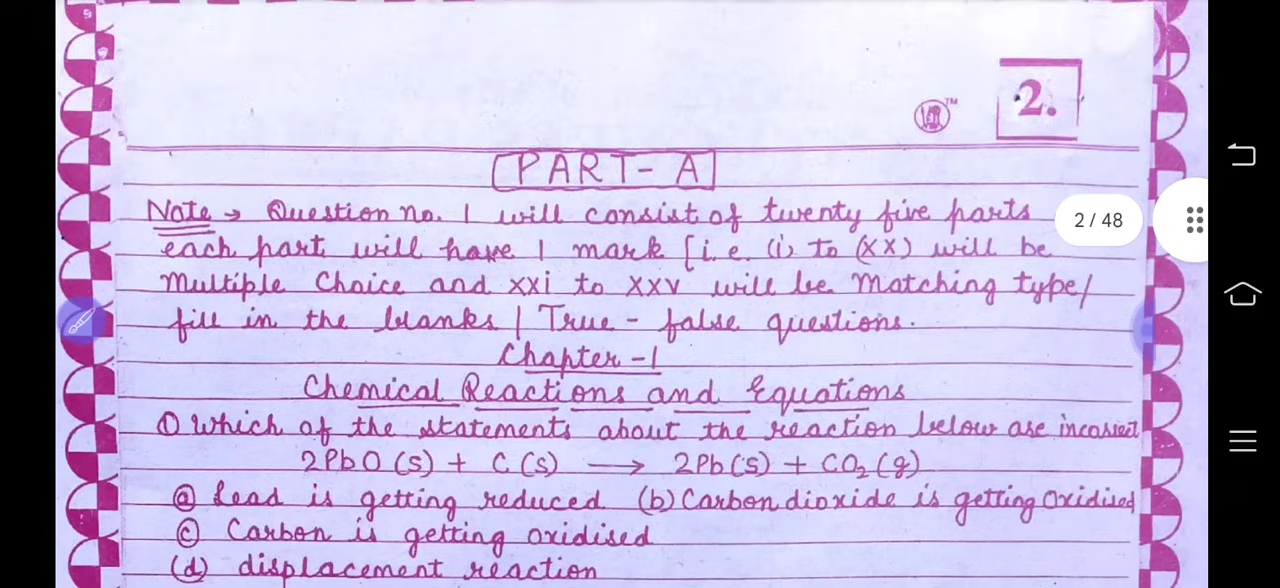 2.
PART-A
Note → Question no. 1 will consist of twenty five parts
each part will have 1 mark [i.e. (i) to (xx) will be
Multiple Choice and xxi to xxv will be Matching type/
fill in the blanks | True - false questions.
Chapter -1
Chemical Reactions and Equations
① Which of the statements about the reaction below are incorrect
2PbO(s) + C(s) → 2Pb(s) + CO₂(g)
ⓐ Lead is getting reduced (b) Carbon dioxide is getting oxidised
ⓒ Carbon is getting oxidised
(d) displacement reaction
2 / 48